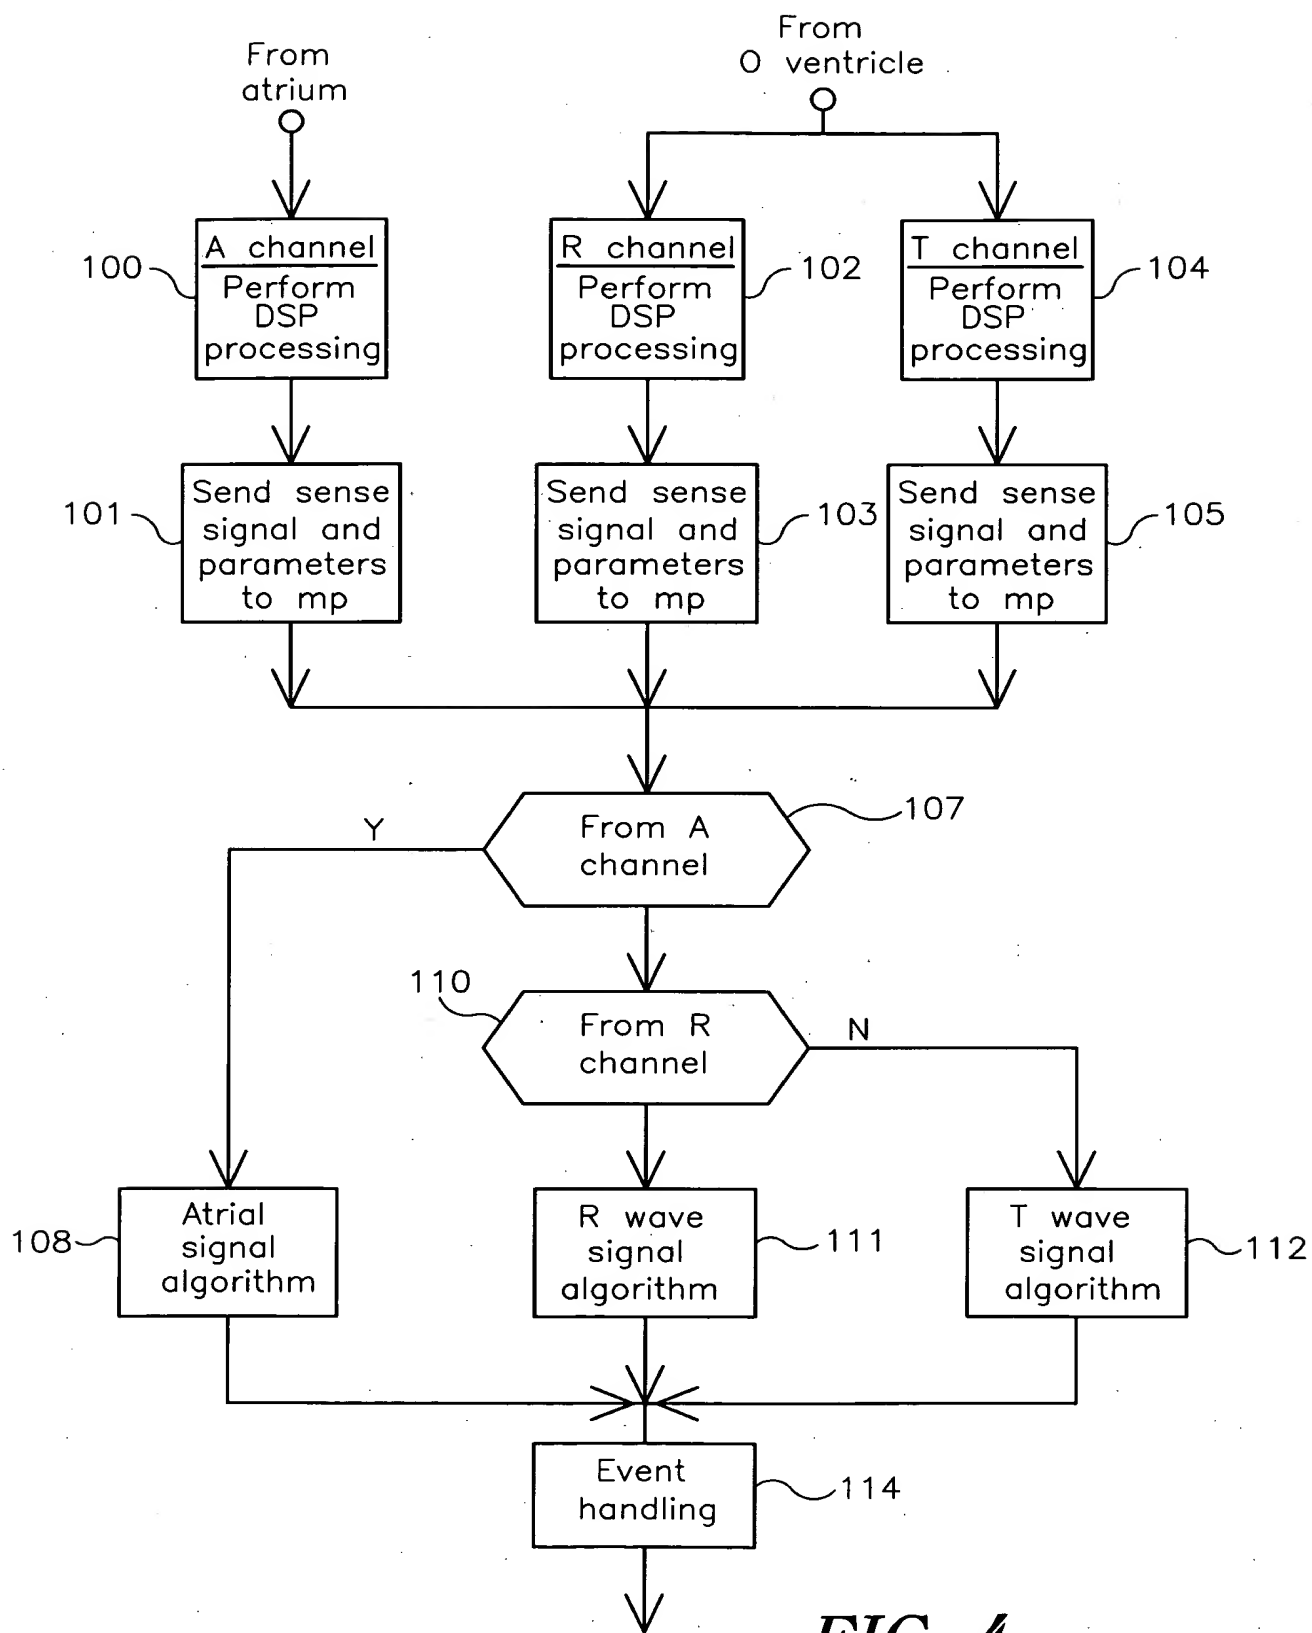 From
atrium
From
O ventricle
A channel
Perform
DSP
processing
100
R channel
Perform
DSP
processing
102
T channel
Perform
DSP
processing
104
101
Send sense
signal and
parameters
to mp
Send sense
signal and
parameters
to mp
103
Send sense
signal and
parameters
to mp
105
From A
channel
107
Y
110
From R
channel
N
108
Atrial
signal
algorithm
R wave
signal
algorithm
111
T wave
signal
algorithm
112
Event
handling
114
FIG. 4